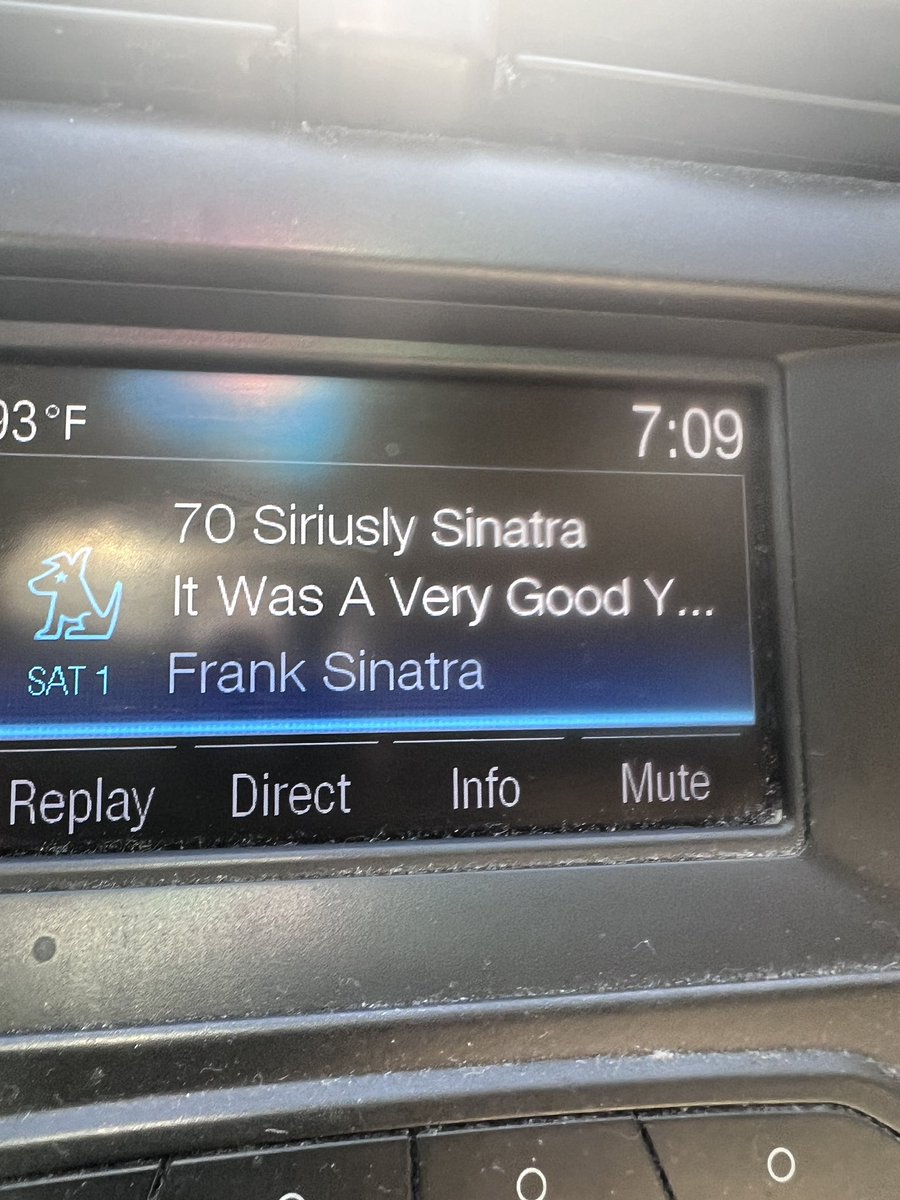 93°F
7:09
70 Siriusly Sinatra
It Was A Very Good Y...
SAT 1
Frank Sinatra
Replay
Direct
Info
Mute